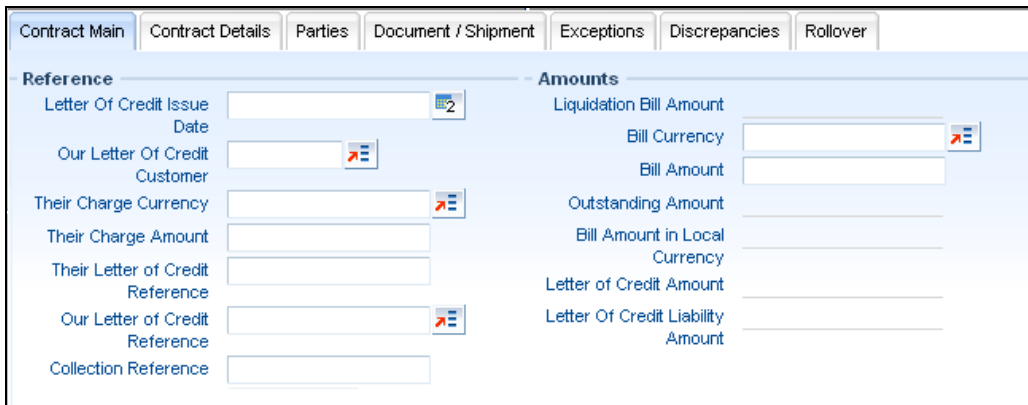 Contract Main Contract Details Parties Document / Shipment Exceptions Discrepancies Rollover
Reference
Letter Of Credit Issue
Date
2
Our Letter Of Credit
Customer
Their Charge Currency
Their Charge Amount
Their Letter of Credit
Reference
Our Letter of Credit
Reference
Collection Reference
Amounts
Liquidation Bill Amount
Bill Currency
Bill Amount
Outstanding Amount
Bill Amount in Local
Currency
Letter of Credit Amount
Letter Of Credit Liability
Amount